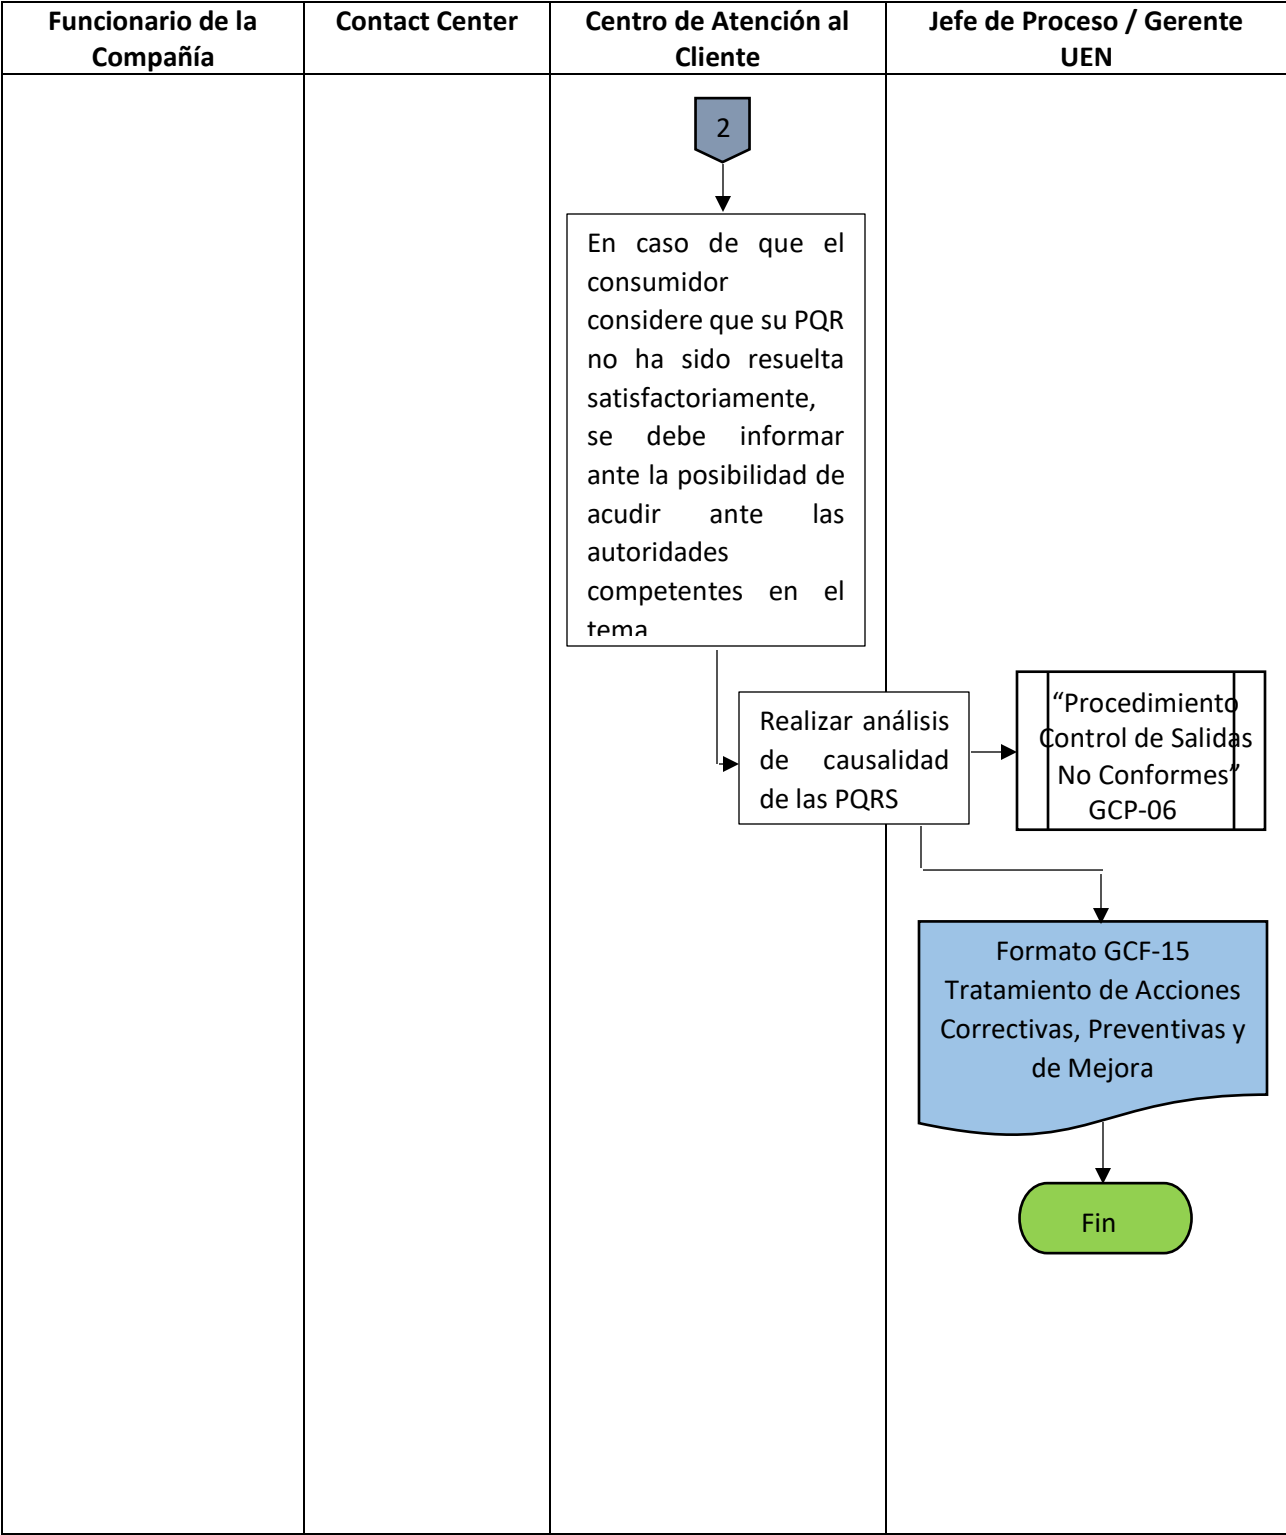 Funcionario de la
Compañía
Contact Center
Centro de Atención al
Cliente
Jefe de Proceso / Gerente
UEN
2
En caso de que el
consumidor
considere que su PQR
no ha sido resuelta
satisfactoriamente,
se debe informar
ante la posibilidad de
acudir ante las
autoridades
competentes en el
tema
Realizar análisis
de causalidad
de las PQRS
“Procedimiento
Control de Salidas
No Conformes”
GCP-06
Formato GCF-15
Tratamiento de Acciones
Correctivas, Preventivas y
de Mejora
Fin